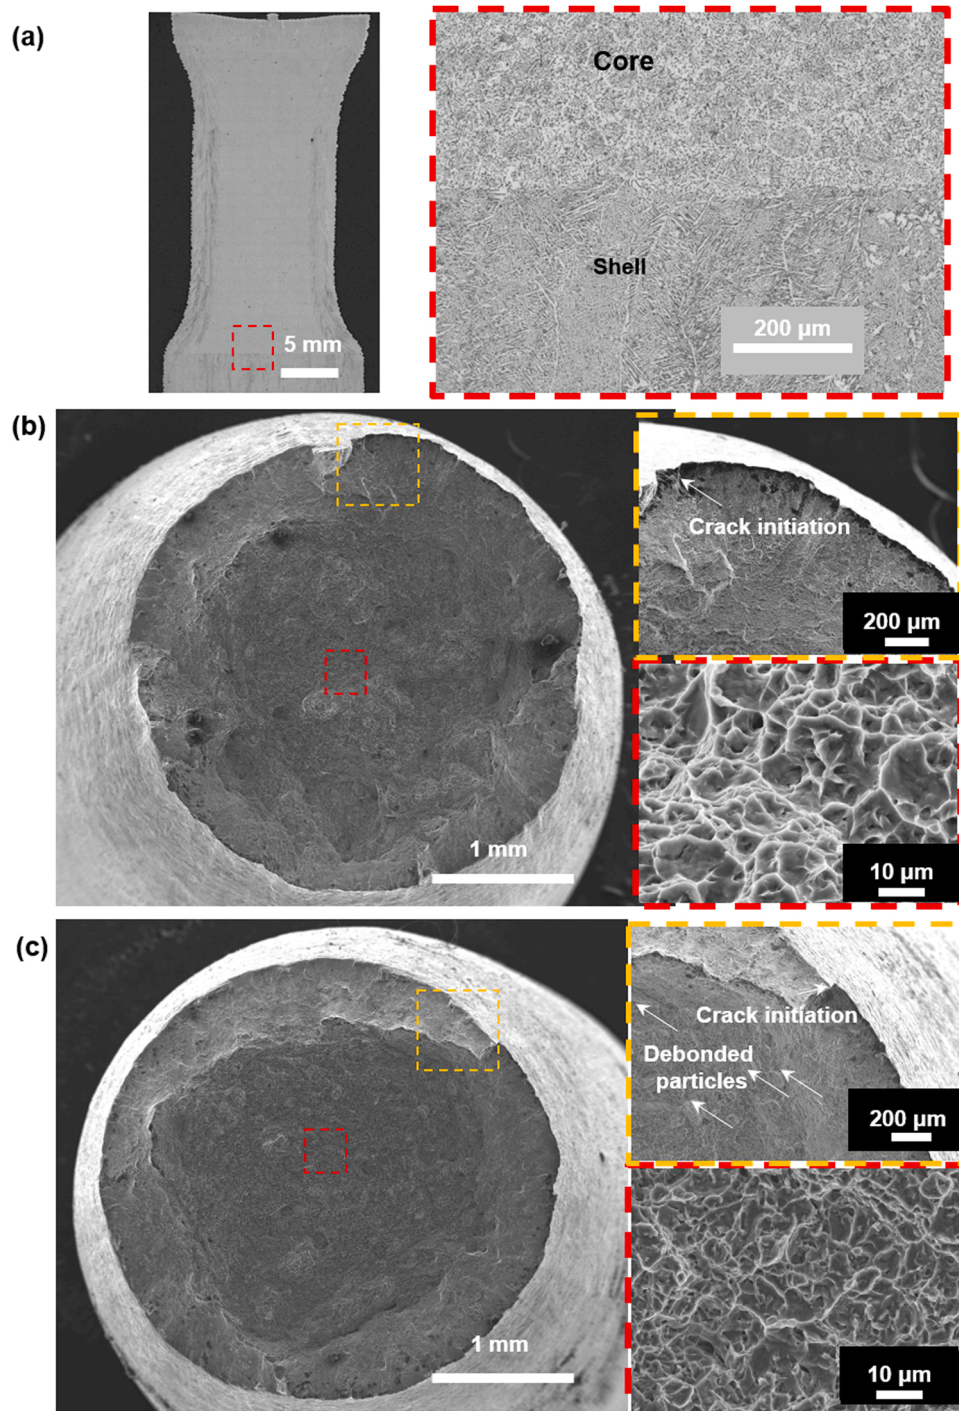 (a)
Core
Shell
5 mm
200 µm
(b)
Crack initiation
200 µm
1 mm
10 µm
(c)
Crack initiation
Debonded
particles
200 µm
1 mm
10 µm